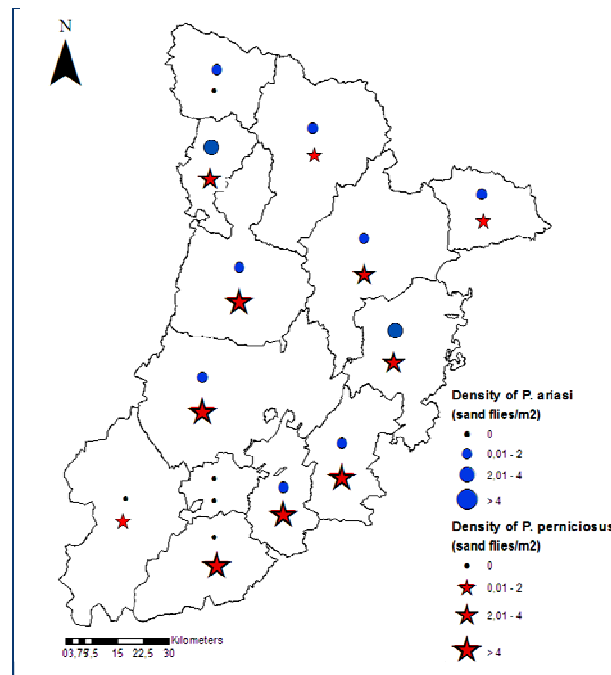 N
Density of P. ariasi
(sand flies/m2)
0
0,01 - 2
2,01 - 4
> 4
Density of P. perniciosus
(sand flies/m2)
0
0,01 - 2
2,01 - 4
> 4
Kilometers
03,757,5 15 22,5 30